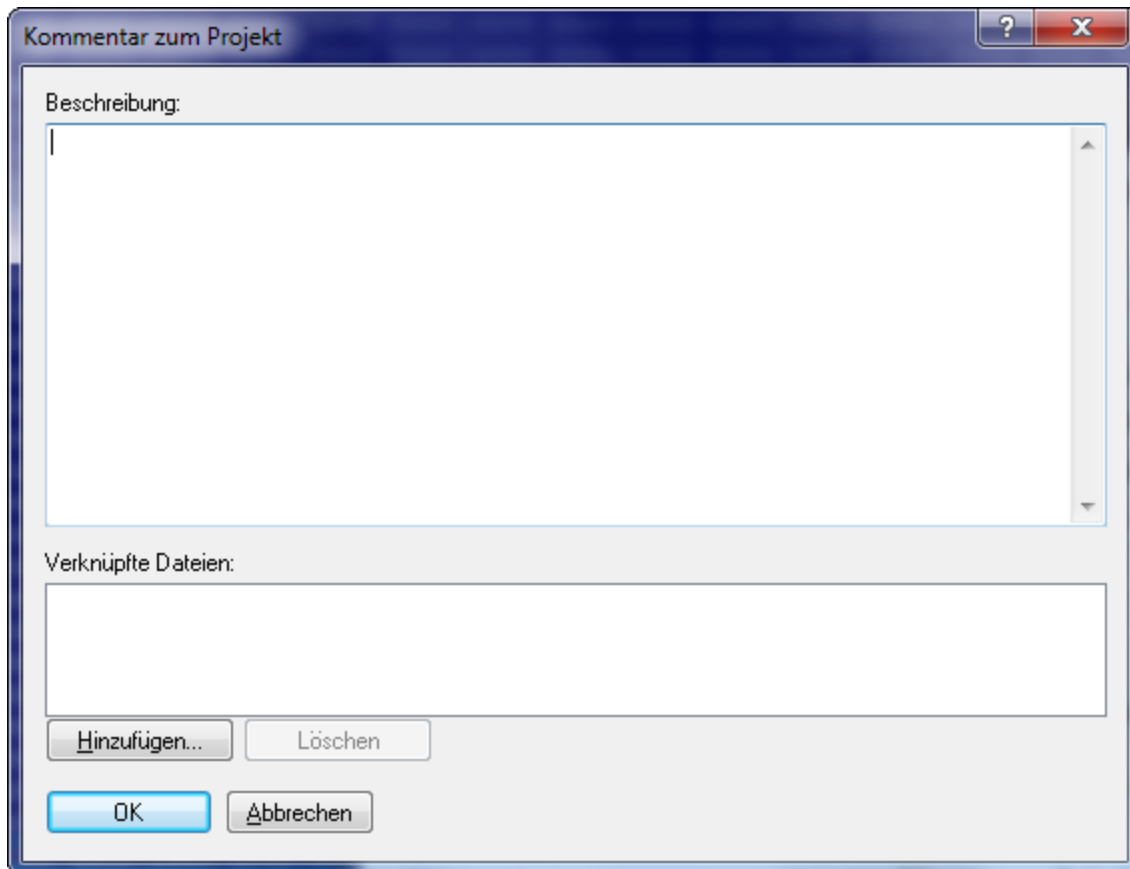 Kommentar zum Projekt
?
Beschreibung:
Verknüpfte Dateien:
Hinzufügen... Löschen
OK Abbrechen